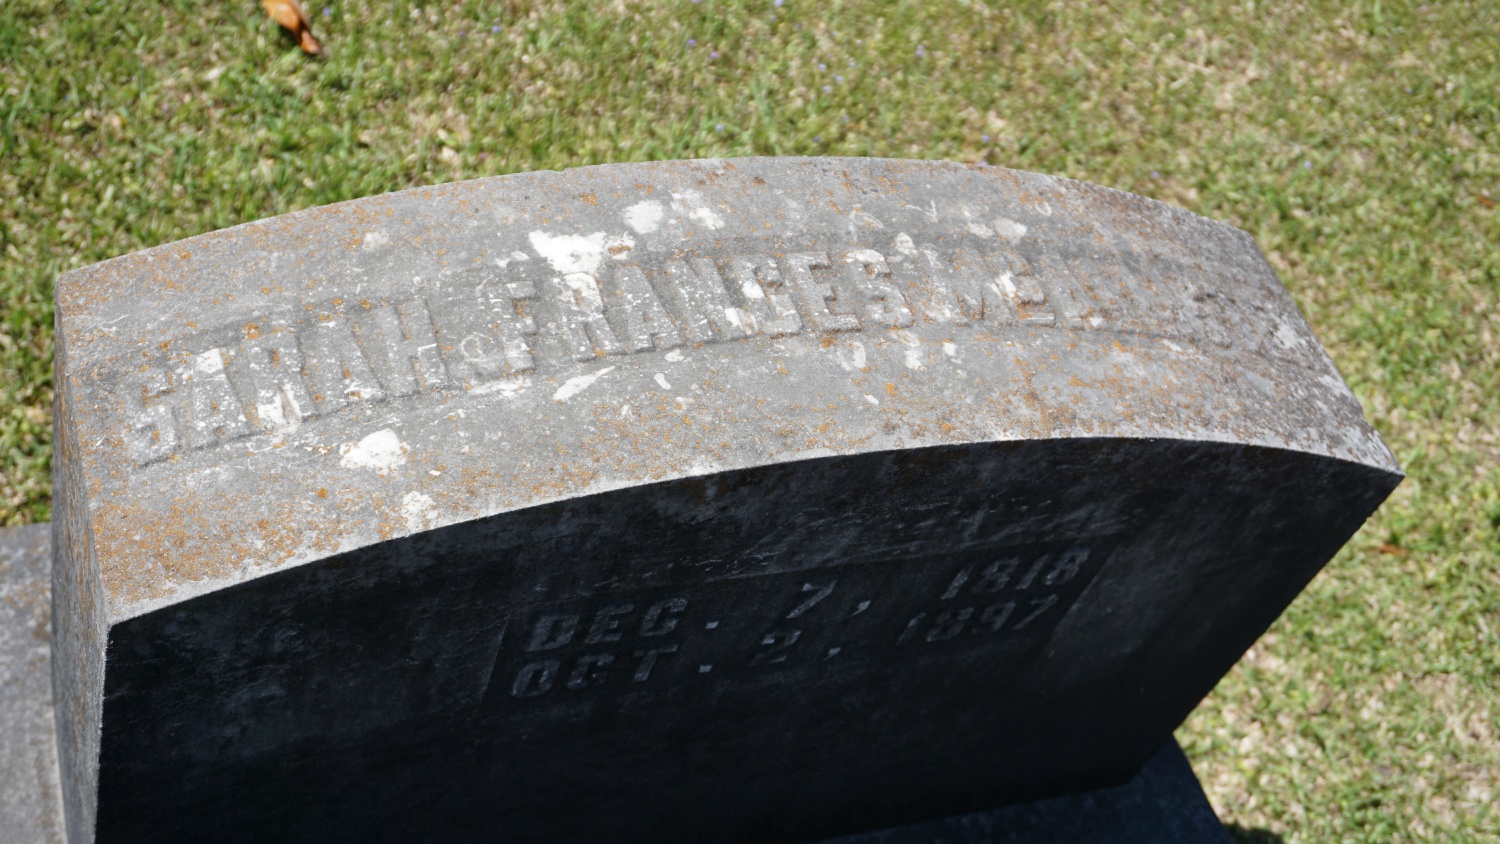 SARAH FRANCES
DEC. 7, 1818
OCT. 2, 1897